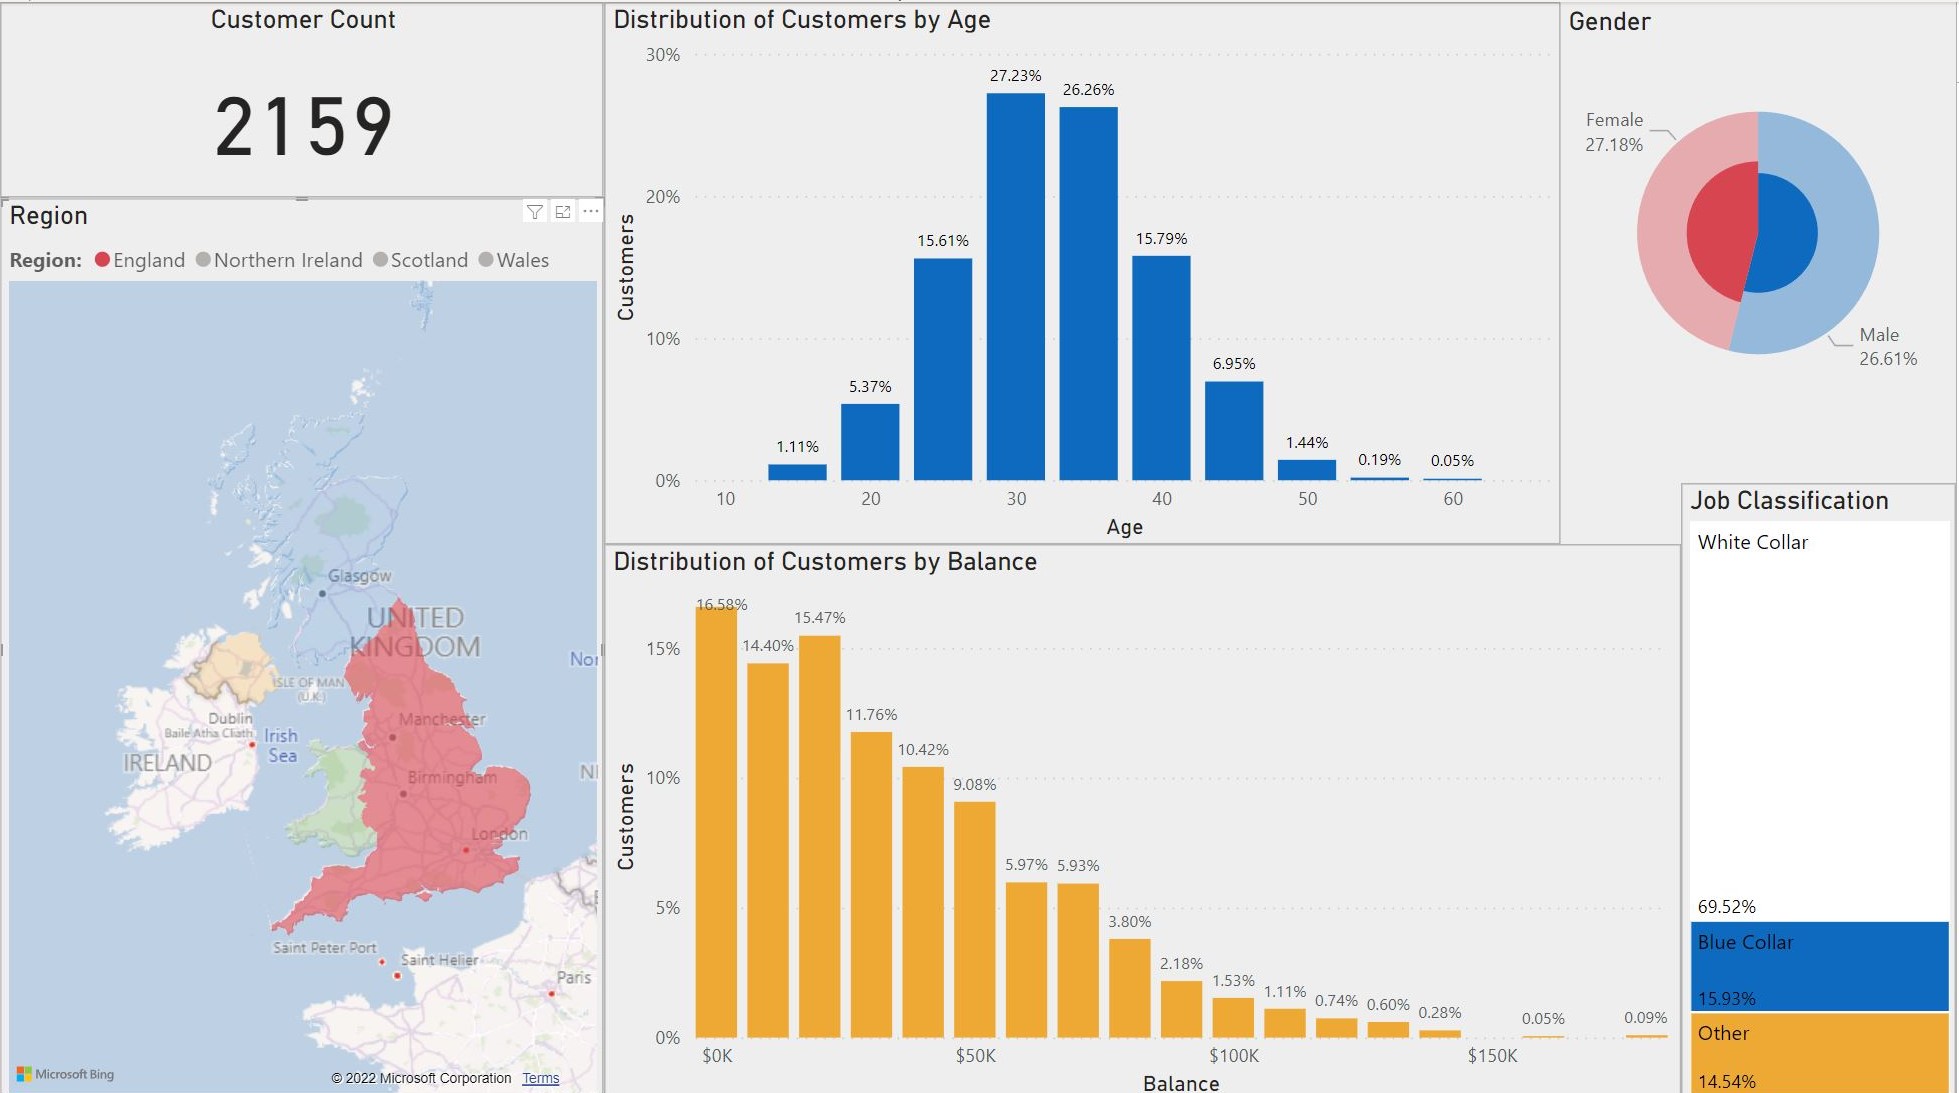 Customer Count
2159
Region
Region: England Northern Ireland Scotland Wales
Glasgow
UNITED
KINGDOM
ISLE OF MAN
(U.K.)
Dublin
Baile Átha Cliath
Irish
Sea
IRELAND
Manchester
Birmingham
London
Saint Peter Port
Saint Helier
Paris
Microsoft Bing
© 2022 Microsoft Corporation Terms
Distribution of Customers by Age
Customers
30%
20%
10%
0%
1.11%
5.37%
15.61%
27.23%
26.26%
15.79%
6.95%
1.44%
0.19%
0.05%
10 20 30 40 50 60
Age
Distribution of Customers by Balance
Customers
15%
10%
5%
0%
16.58%
14.40%
15.47%
11.76%
10.42%
9.08%
5.97%
5.93%
3.80%
2.18%
1.53%
1.11%
0.74%
0.60%
0.28%
0.05%
0.09%
$0K $50K $100K $150K
Balance
Gender
Female
27.18%
Male
26.61%
Job Classification
White Collar
69.52%
Blue Collar
15.93%
Other
14.54%